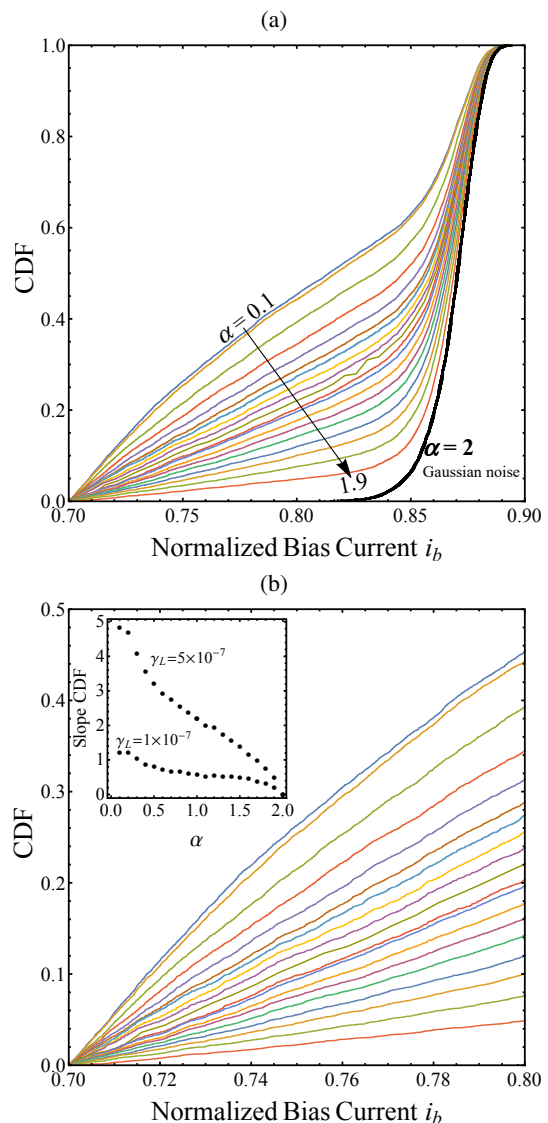 (a)
1.0
0.8
0.6
0.4
0.2
0.0
CDF
α = 0.1
1.9
α = 2
Gaussian noise
0.70 0.75 0.80 0.85 0.90
Normalized Bias Current i_b
(b)
0.5
0.4
0.3
0.2
0.1
0.0
CDF
5
4
3
2
1
0
Slope CDF
γ_L=5×10⁻⁷
γ_L=1×10⁻⁷
0.0 0.5 1.0 1.5 2.0
α
0.70 0.72 0.74 0.76 0.78 0.80
Normalized Bias Current i_b